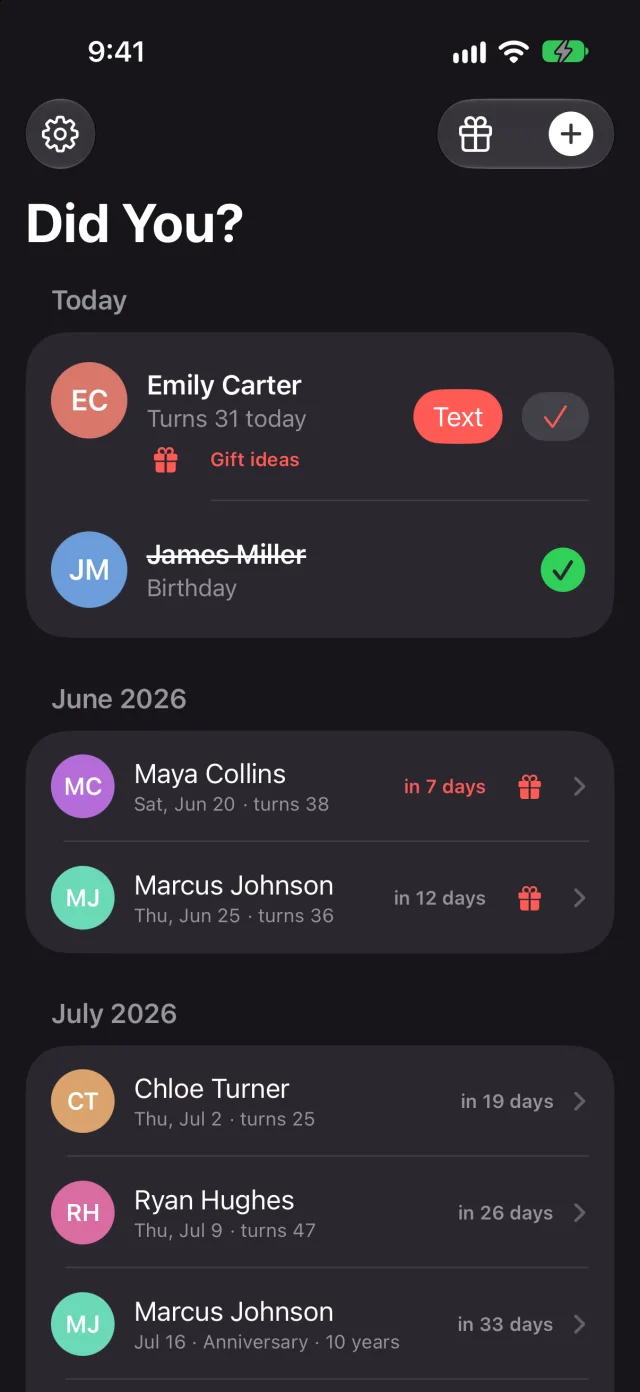 9:41
Did You?
Today
EC
Emily Carter
Turns 31 today
Gift ideas
Text
JM
James Miller
Birthday
June 2026
MC
Maya Collins
Sat, Jun 20 · turns 38
in 7 days
MJ
Marcus Johnson
Thu, Jun 25 · turns 36
in 12 days
July 2026
CT
Chloe Turner
Thu, Jul 2 · turns 25
in 19 days
RH
Ryan Hughes
Thu, Jul 9 · turns 47
in 26 days
MJ
Marcus Johnson
Jul 16 · Anniversary · 10 years
in 33 days